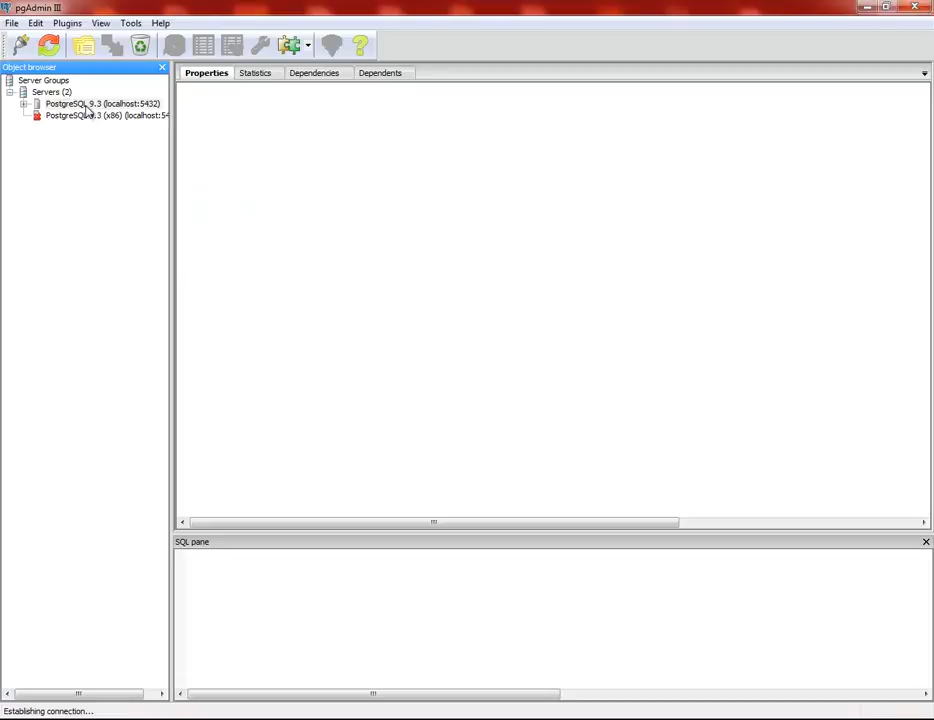 pgAdmin III
File Edit Plugins View Tools Help
Object browser
Server Groups
Servers (2)
PostgreSQL 9.3 (localhost:5432)
PostgreSQL 9.3 (x86) (localhost:54
Properties Statistics Dependencies Dependents
SQL pane
Establishing connection...